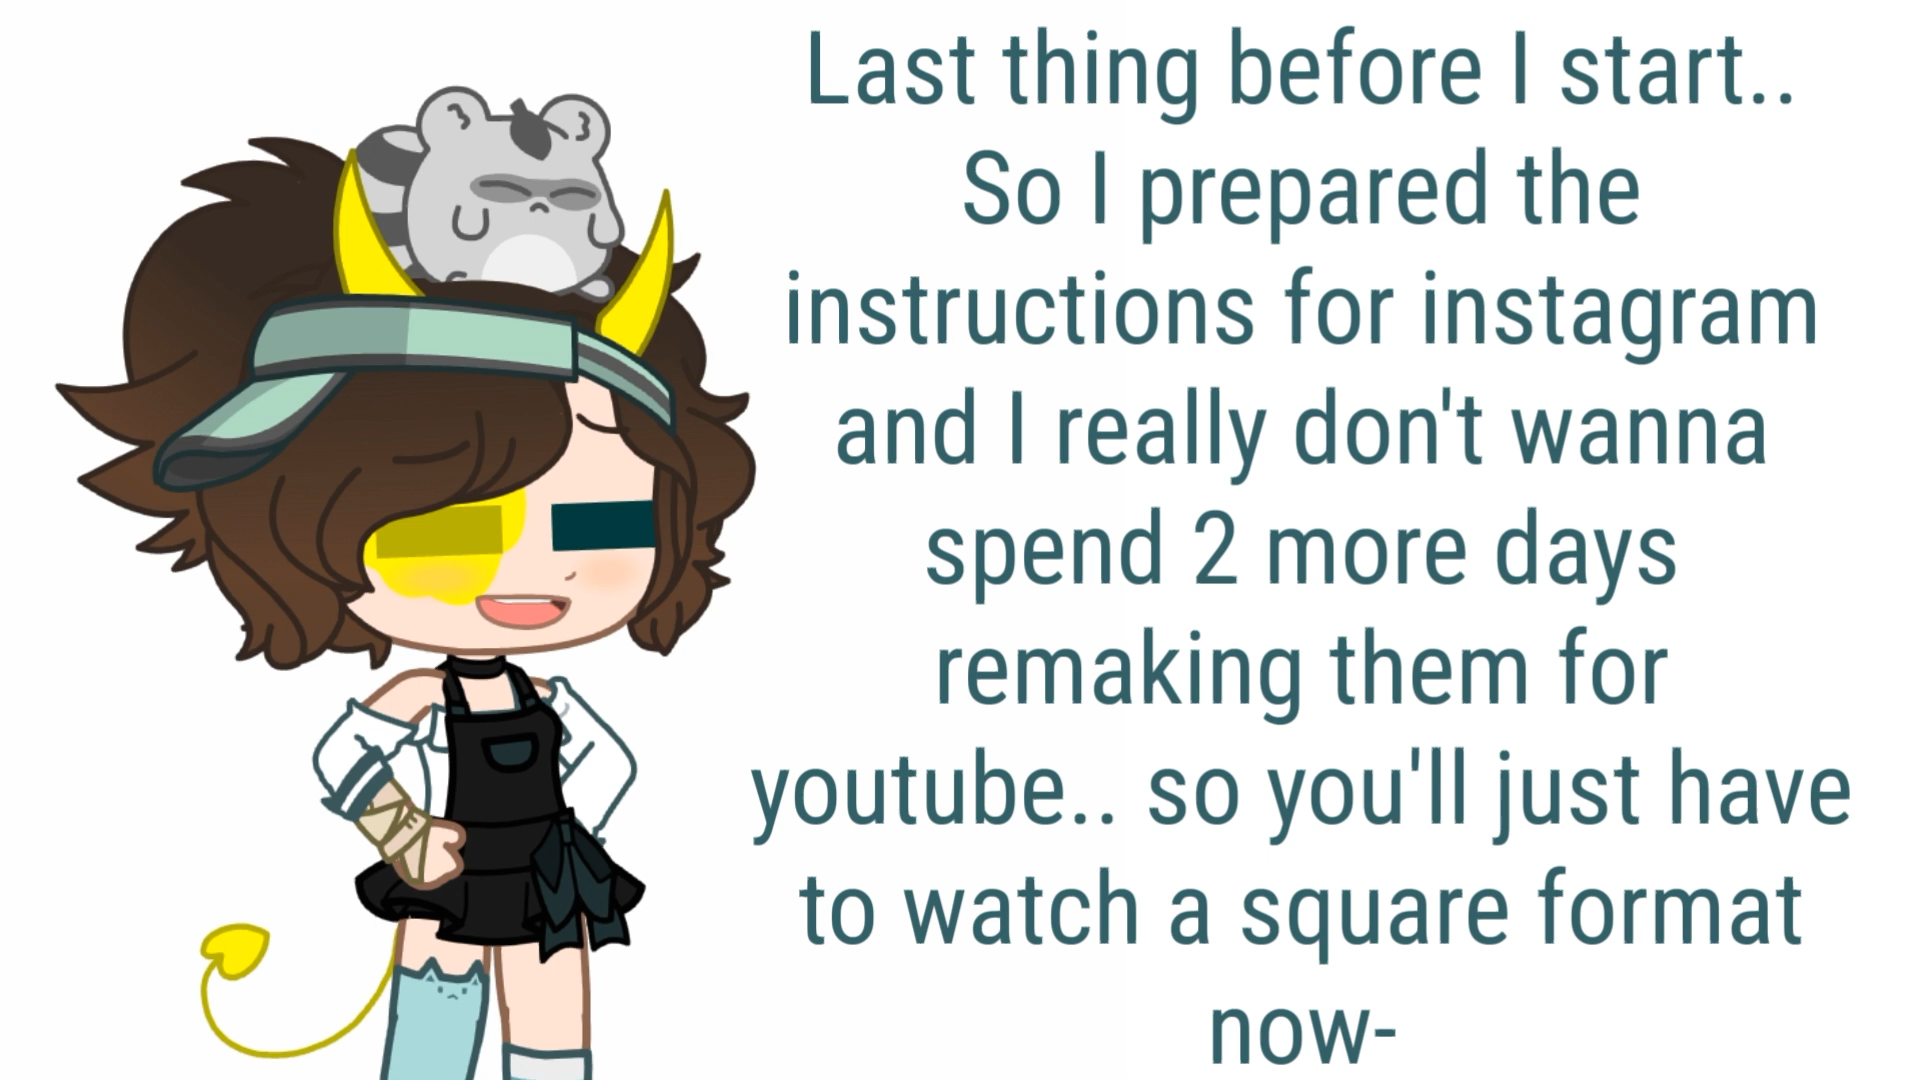 Last thing before I start..
So I prepared the
instructions for instagram
and I really don't wanna
spend 2 more days
remaking them for
youtube.. so you'll just have
to watch a square format
now-